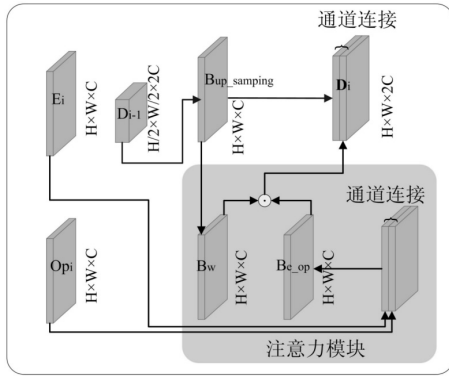 通道连接
Ei
H×W×C
Di-1
H/2×W/2×2C
Bup_samping
H×W×C
Di
H×W×2C
通道连接
Opi
H×W×C
Bw
H×W×C
Be_op
H×W×C
注意力模块